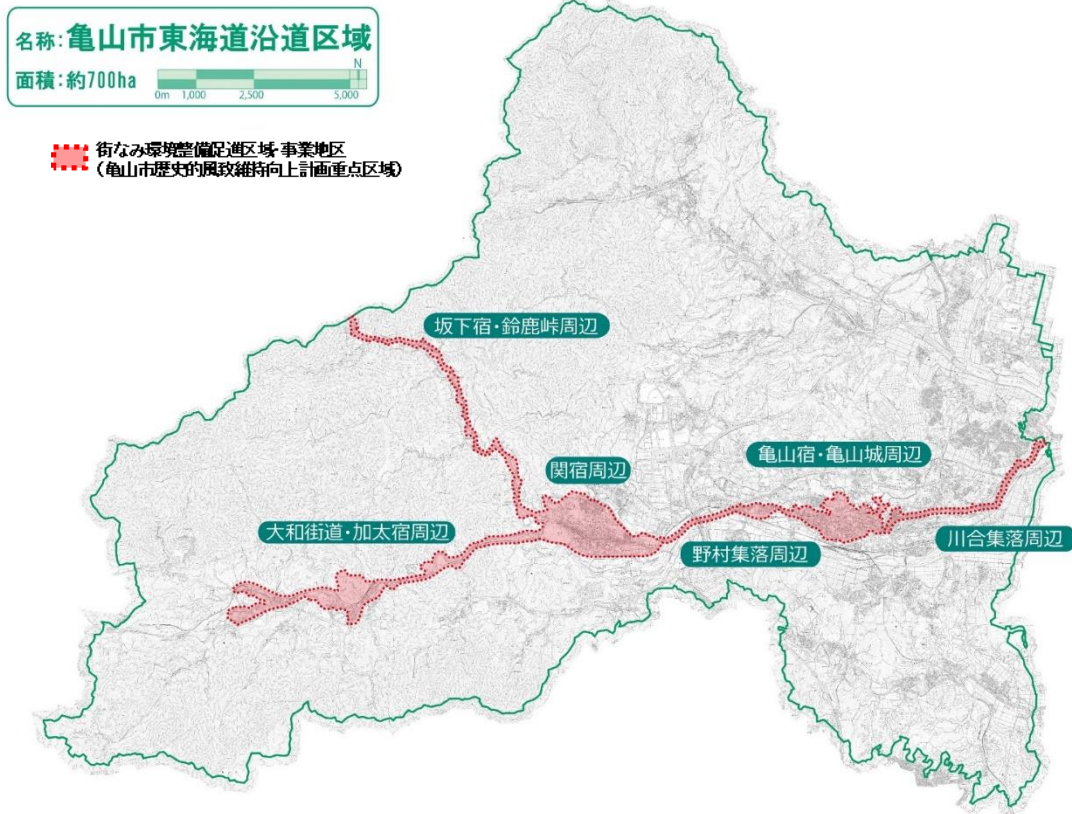 名称:亀山市東海道沿道区域
面積:約700ha
N
0m 1,000 2,500 5,000
街なみ環境整備促進区域・事業地区
(亀山市歴史的風致維持向上計画重点区域)
坂下宿・鈴鹿峠周辺
亀山宿・亀山城周辺
関宿周辺
大和街道・加太宿周辺
野村集落周辺
川合集落周辺